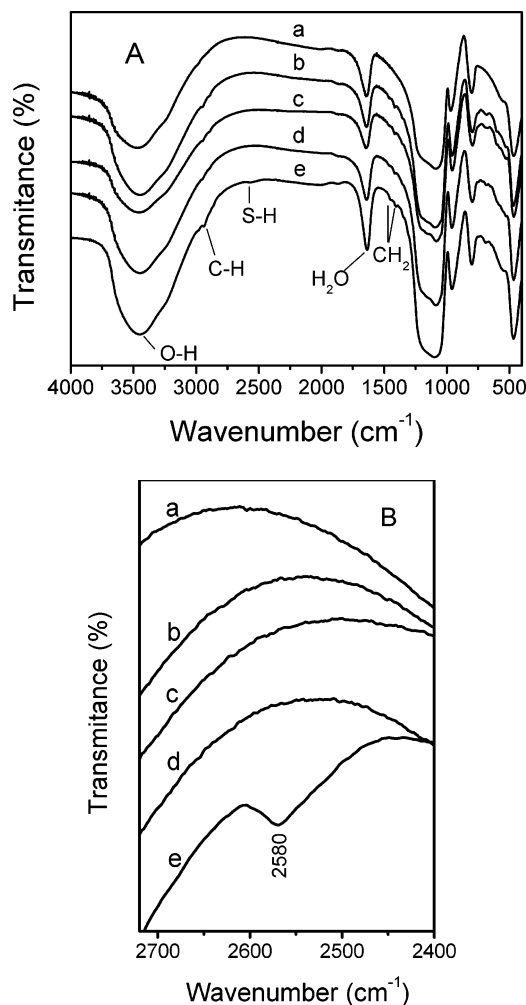 A
a
b
c
d
e
S-H
C-H
H₂O
CH₂
O-H
Transmitance (%)
4000 3500 3000 2500 2000 1500 1000 500
Wavenumber (cm⁻¹)
a
B
b
c
d
e
2580
Transmitance (%)
2700 2600 2500 2400
Wavenumber (cm⁻¹)